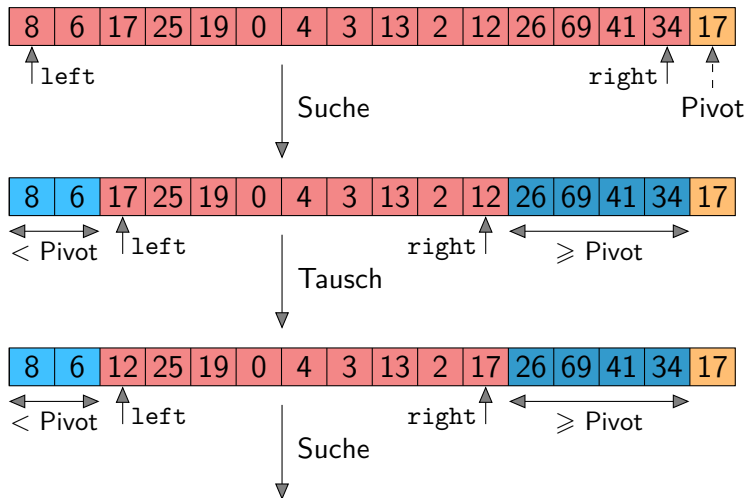 8 6 17 25 19 0 4 3 13 2 12 26 69 41 34 17
left right Pivot
Suche
8 6 17 25 19 0 4 3 13 2 12 26 69 41 34 17
< Pivot left right ⩾ Pivot
Tausch
8 6 12 25 19 0 4 3 13 2 17 26 69 41 34 17
< Pivot left right ⩾ Pivot
Suche